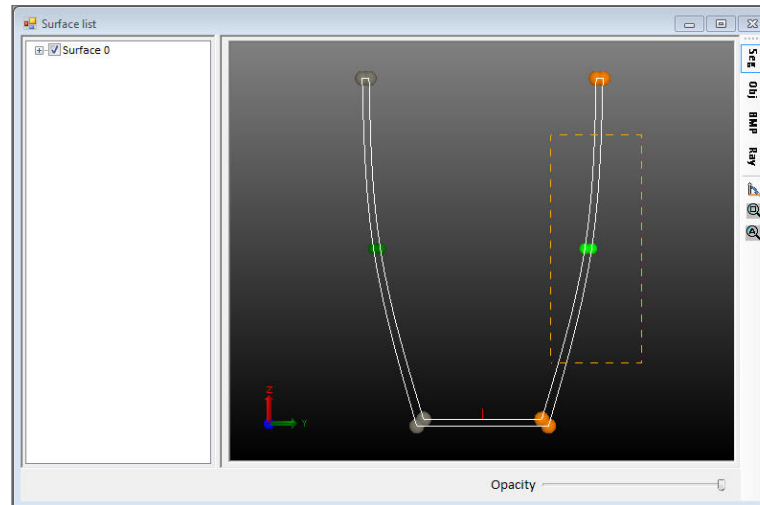 Surface list
Surface 0
Seg
Obj
BMP
Ray
Z
Y
Opacity